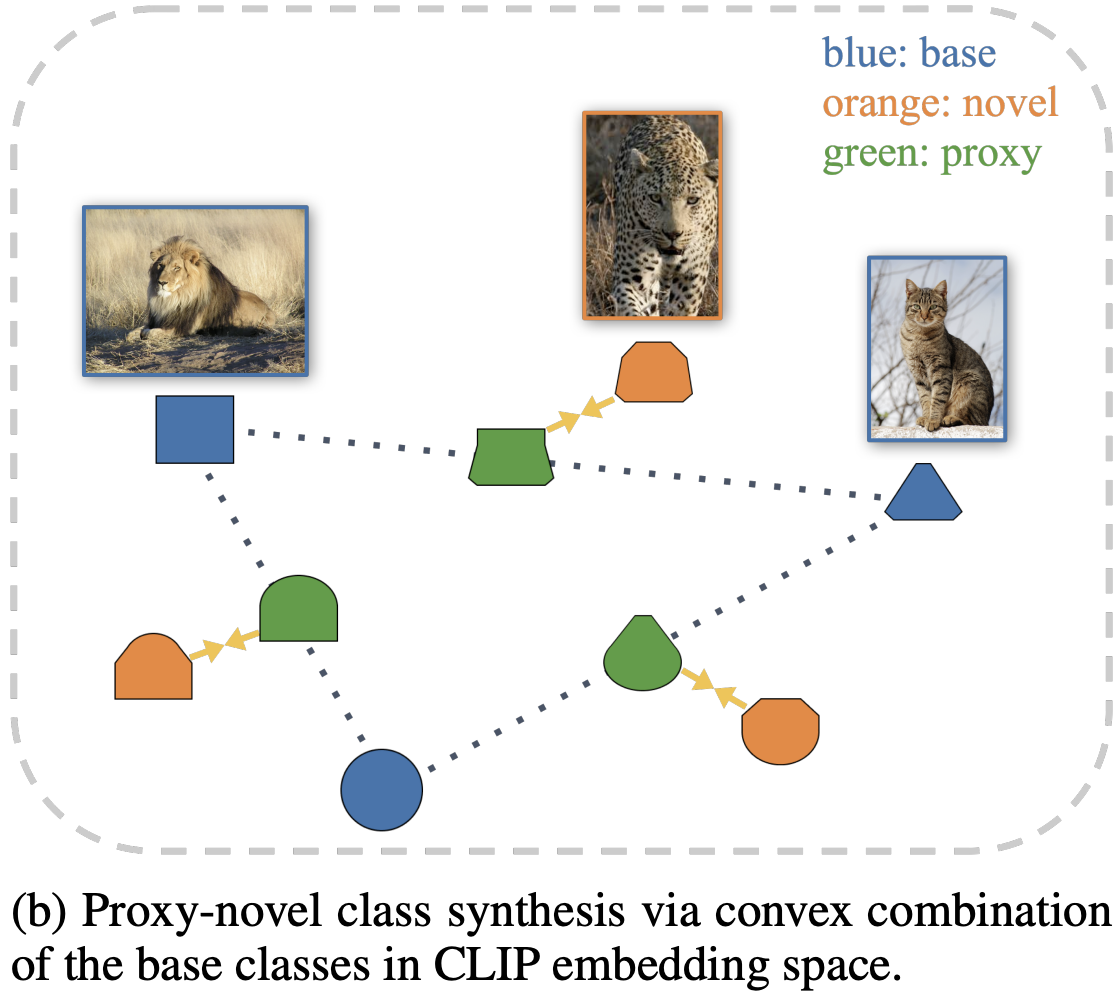 blue: base
orange: novel
green: proxy
(b) Proxy-novel class synthesis via convex combination
of the base classes in CLIP embedding space.